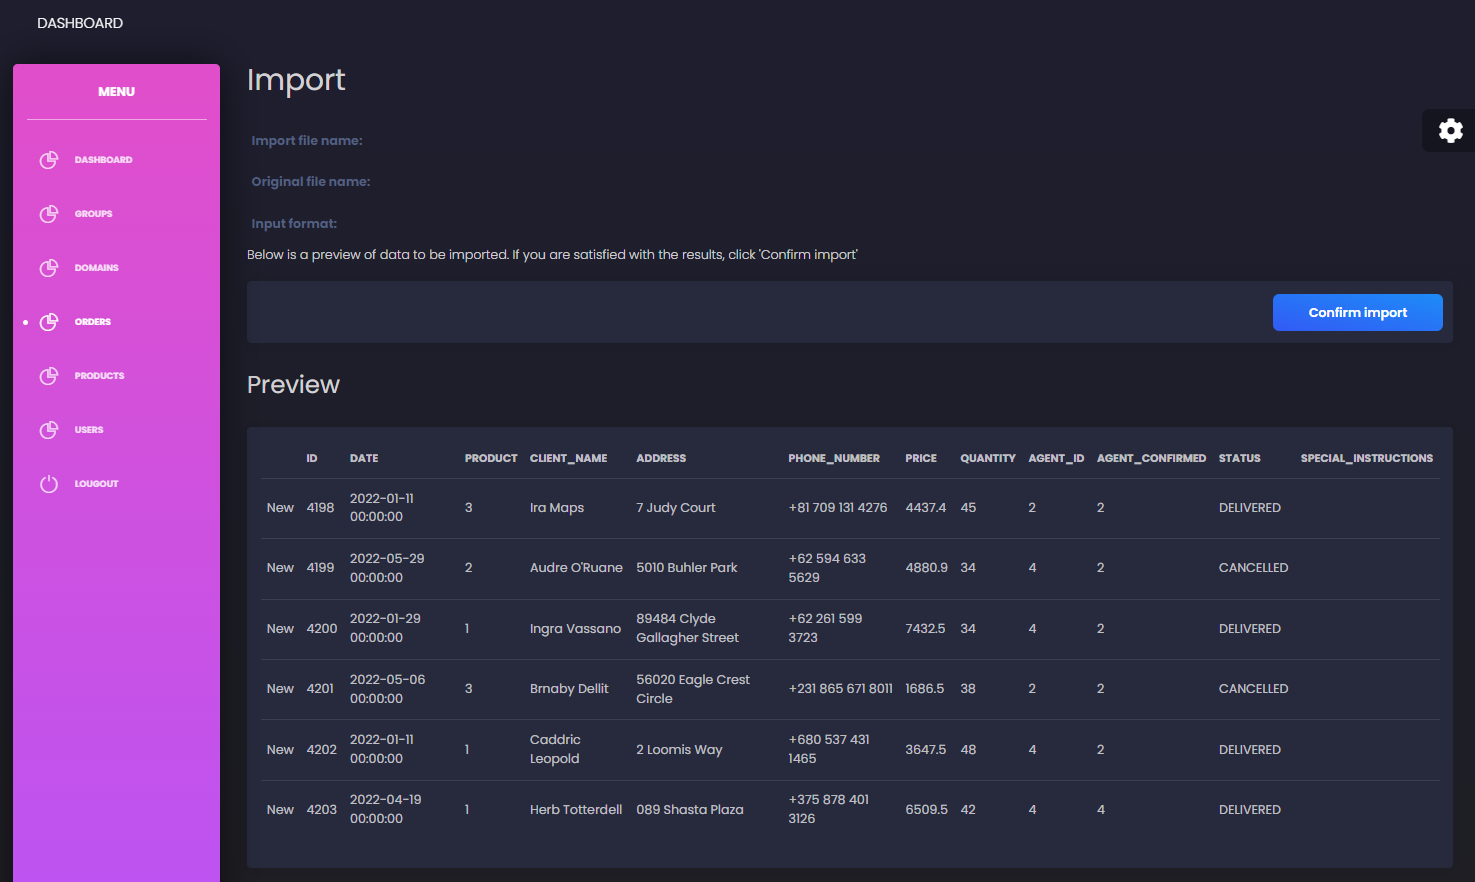 DASHBOARD
MENU
DASHBOARD
GROUPS
DOMAINS
ORDERS
PRODUCTS
USERS
LOUGOUT
Import
Import file name:
Original file name:
Input format:
Below is a preview of data to be imported. If you are satisfied with the results, click 'Confirm import'
Confirm import
Preview
ID DATE PRODUCT CLIENT_NAME ADDRESS PHONE_NUMBER PRICE QUANTITY AGENT_ID AGENT_CONFIRMED STATUS SPECIAL_INSTRUCTIONS
New 4198 2022-01-11 00:00:00 3 Ira Maps 7 Judy Court +81 709 131 4276 4437.4 45 2 2 DELIVERED
New 4199 2022-05-29 00:00:00 2 Audre O'Ruane 5010 Buhler Park +62 594 633 5629 4880.9 34 4 2 CANCELLED
New 4200 2022-01-29 00:00:00 1 Ingra Vassano 89484 Clyde Gallagher Street +62 261 599 3723 7432.5 34 4 2 DELIVERED
New 4201 2022-05-06 00:00:00 3 Brnaby Dellit 56020 Eagle Crest Circle +231 865 671 8011 1686.5 38 2 2 CANCELLED
New 4202 2022-01-11 00:00:00 1 Caddric Leopold 2 Loomis Way +680 537 431 1465 3647.5 48 4 2 DELIVERED
New 4203 2022-04-19 00:00:00 1 Herb Totterdell 089 Shasta Plaza +375 878 401 3126 6509.5 42 4 4 DELIVERED